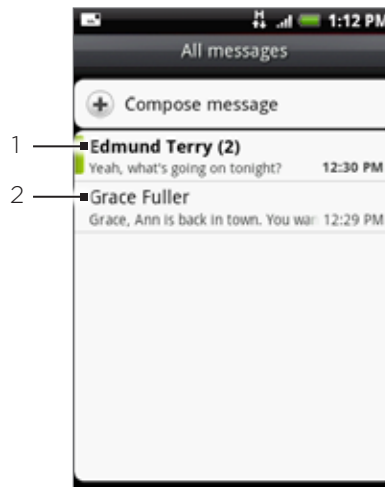 H 1:12 PM
All messages
Compose message
1 Edmund Terry (2)
Yeah, what's going on tonight? 12:30 PM
2 Grace Fuller
Grace, Ann is back in town. You 12:29 PM